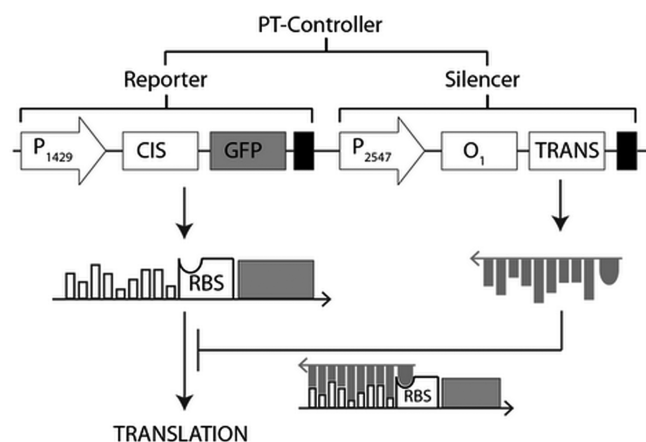 PT-Controller
Reporter Silencer
P1429 CIS GFP P2547 O1 TRANS
RBS
RBS
TRANSLATION